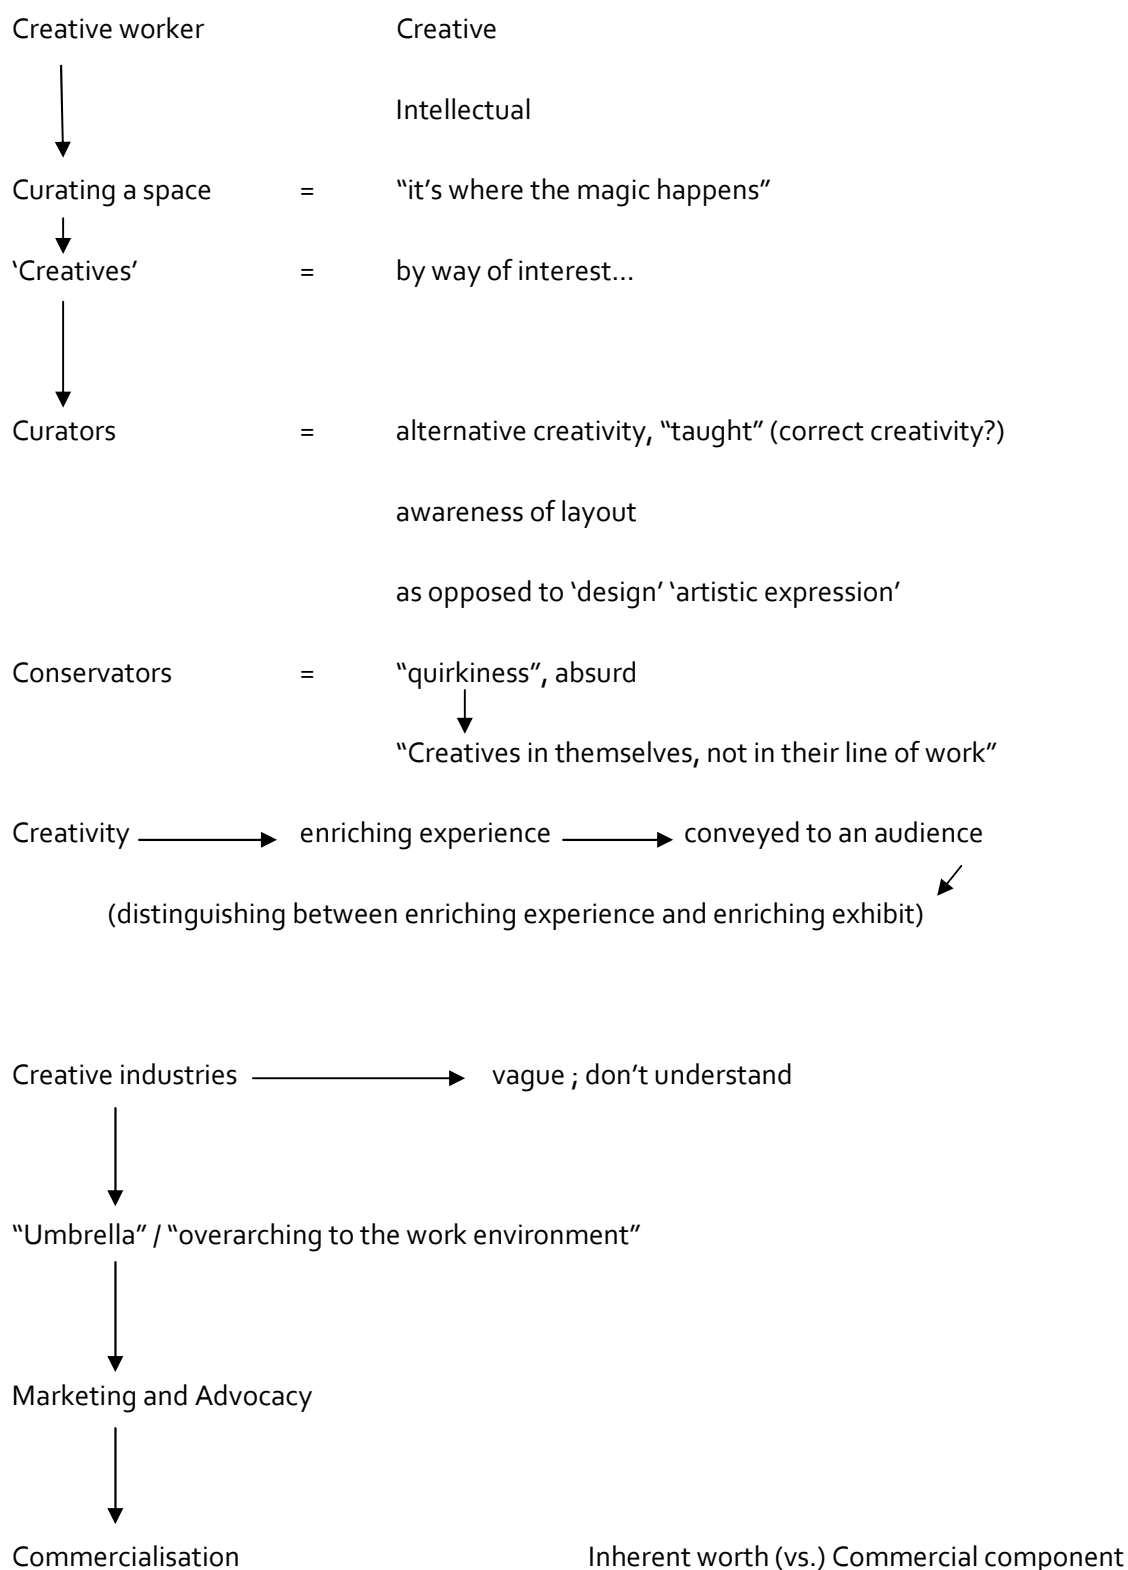 Creative worker Creative
Intellectual
Curating a space = “it’s where the magic happens”
‘Creatives’ = by way of interest…
Curators = alternative creativity, “taught” (correct creativity?)
awareness of layout
as opposed to ‘design’ ‘artistic expression’
Conservators = “quirkiness”, absurd
“Creatives in themselves, not in their line of work”
Creativity enriching experience conveyed to an audience
(distinguishing between enriching experience and enriching exhibit)
Creative industries vague ; don’t understand
“Umbrella” / “overarching to the work environment”
Marketing and Advocacy
Commercialisation Inherent worth (vs.) Commercial component